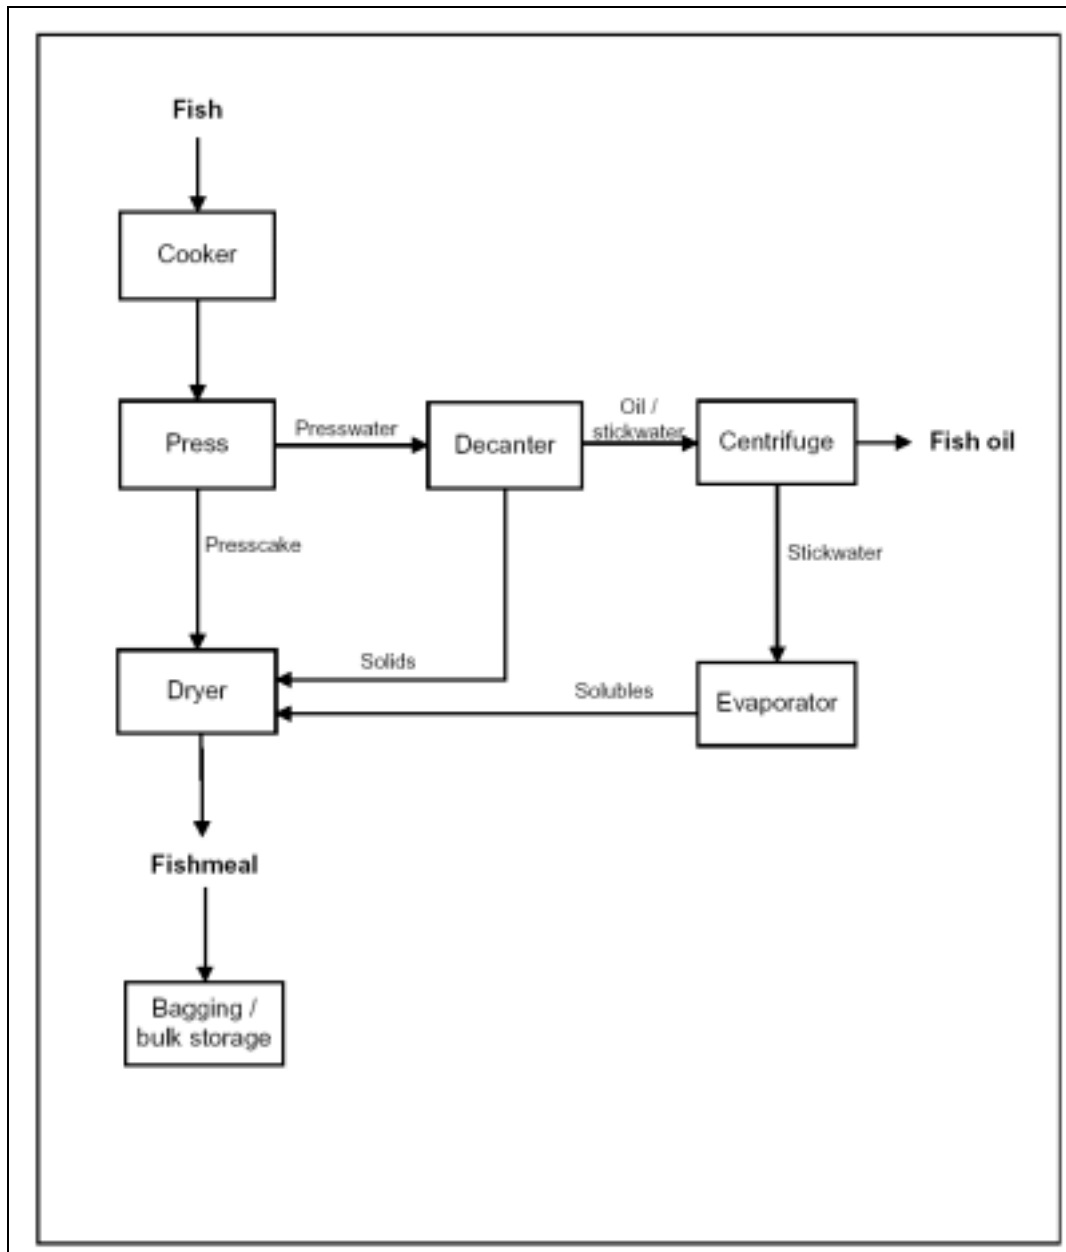 Fish
Cooker
Press
Presswater
Decanter
Oil /
stickwater
Centrifuge
Fish oil
Presscake
Stickwater
Solids
Dryer
Solubles
Evaporator
Fishmeal
Bagging /
bulk storage